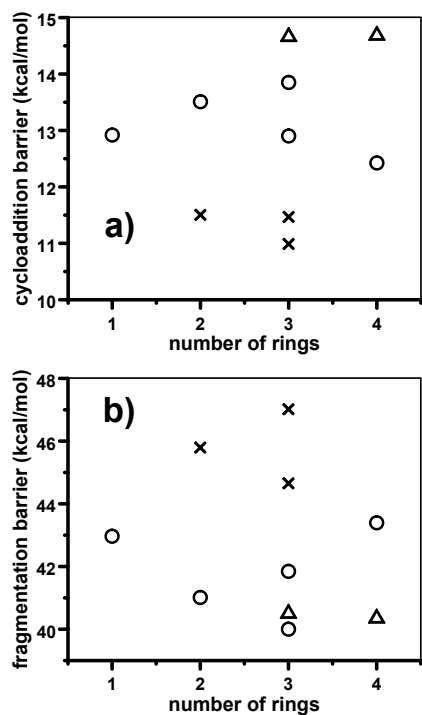 cycloaddition barrier (kcal/mol)
15
14
13
12
11
10
a)
1 2 3 4
number of rings
fragmentation barrier (kcal/mol)
48
46
44
42
40
b)
1 2 3 4
number of rings